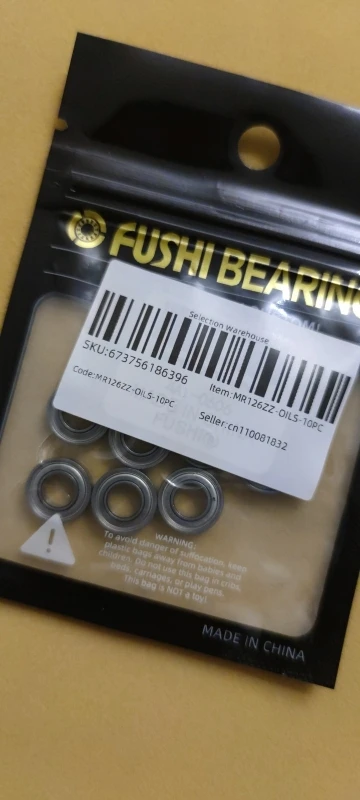 FUSHI BEARING
Selection Warehouse
SKU:673756186396
Item:MR126ZZ-OILS-10PC
Code:MR126ZZ-OILS-10PC
Seller:cn110081832
WARNING:
To avoid danger of suffocation, keep
plastic bags away from babies and
children. Do not use this bag in cribs,
beds, carriages, or play pens.
This bag is NOT a toy!
MADE IN CHINA